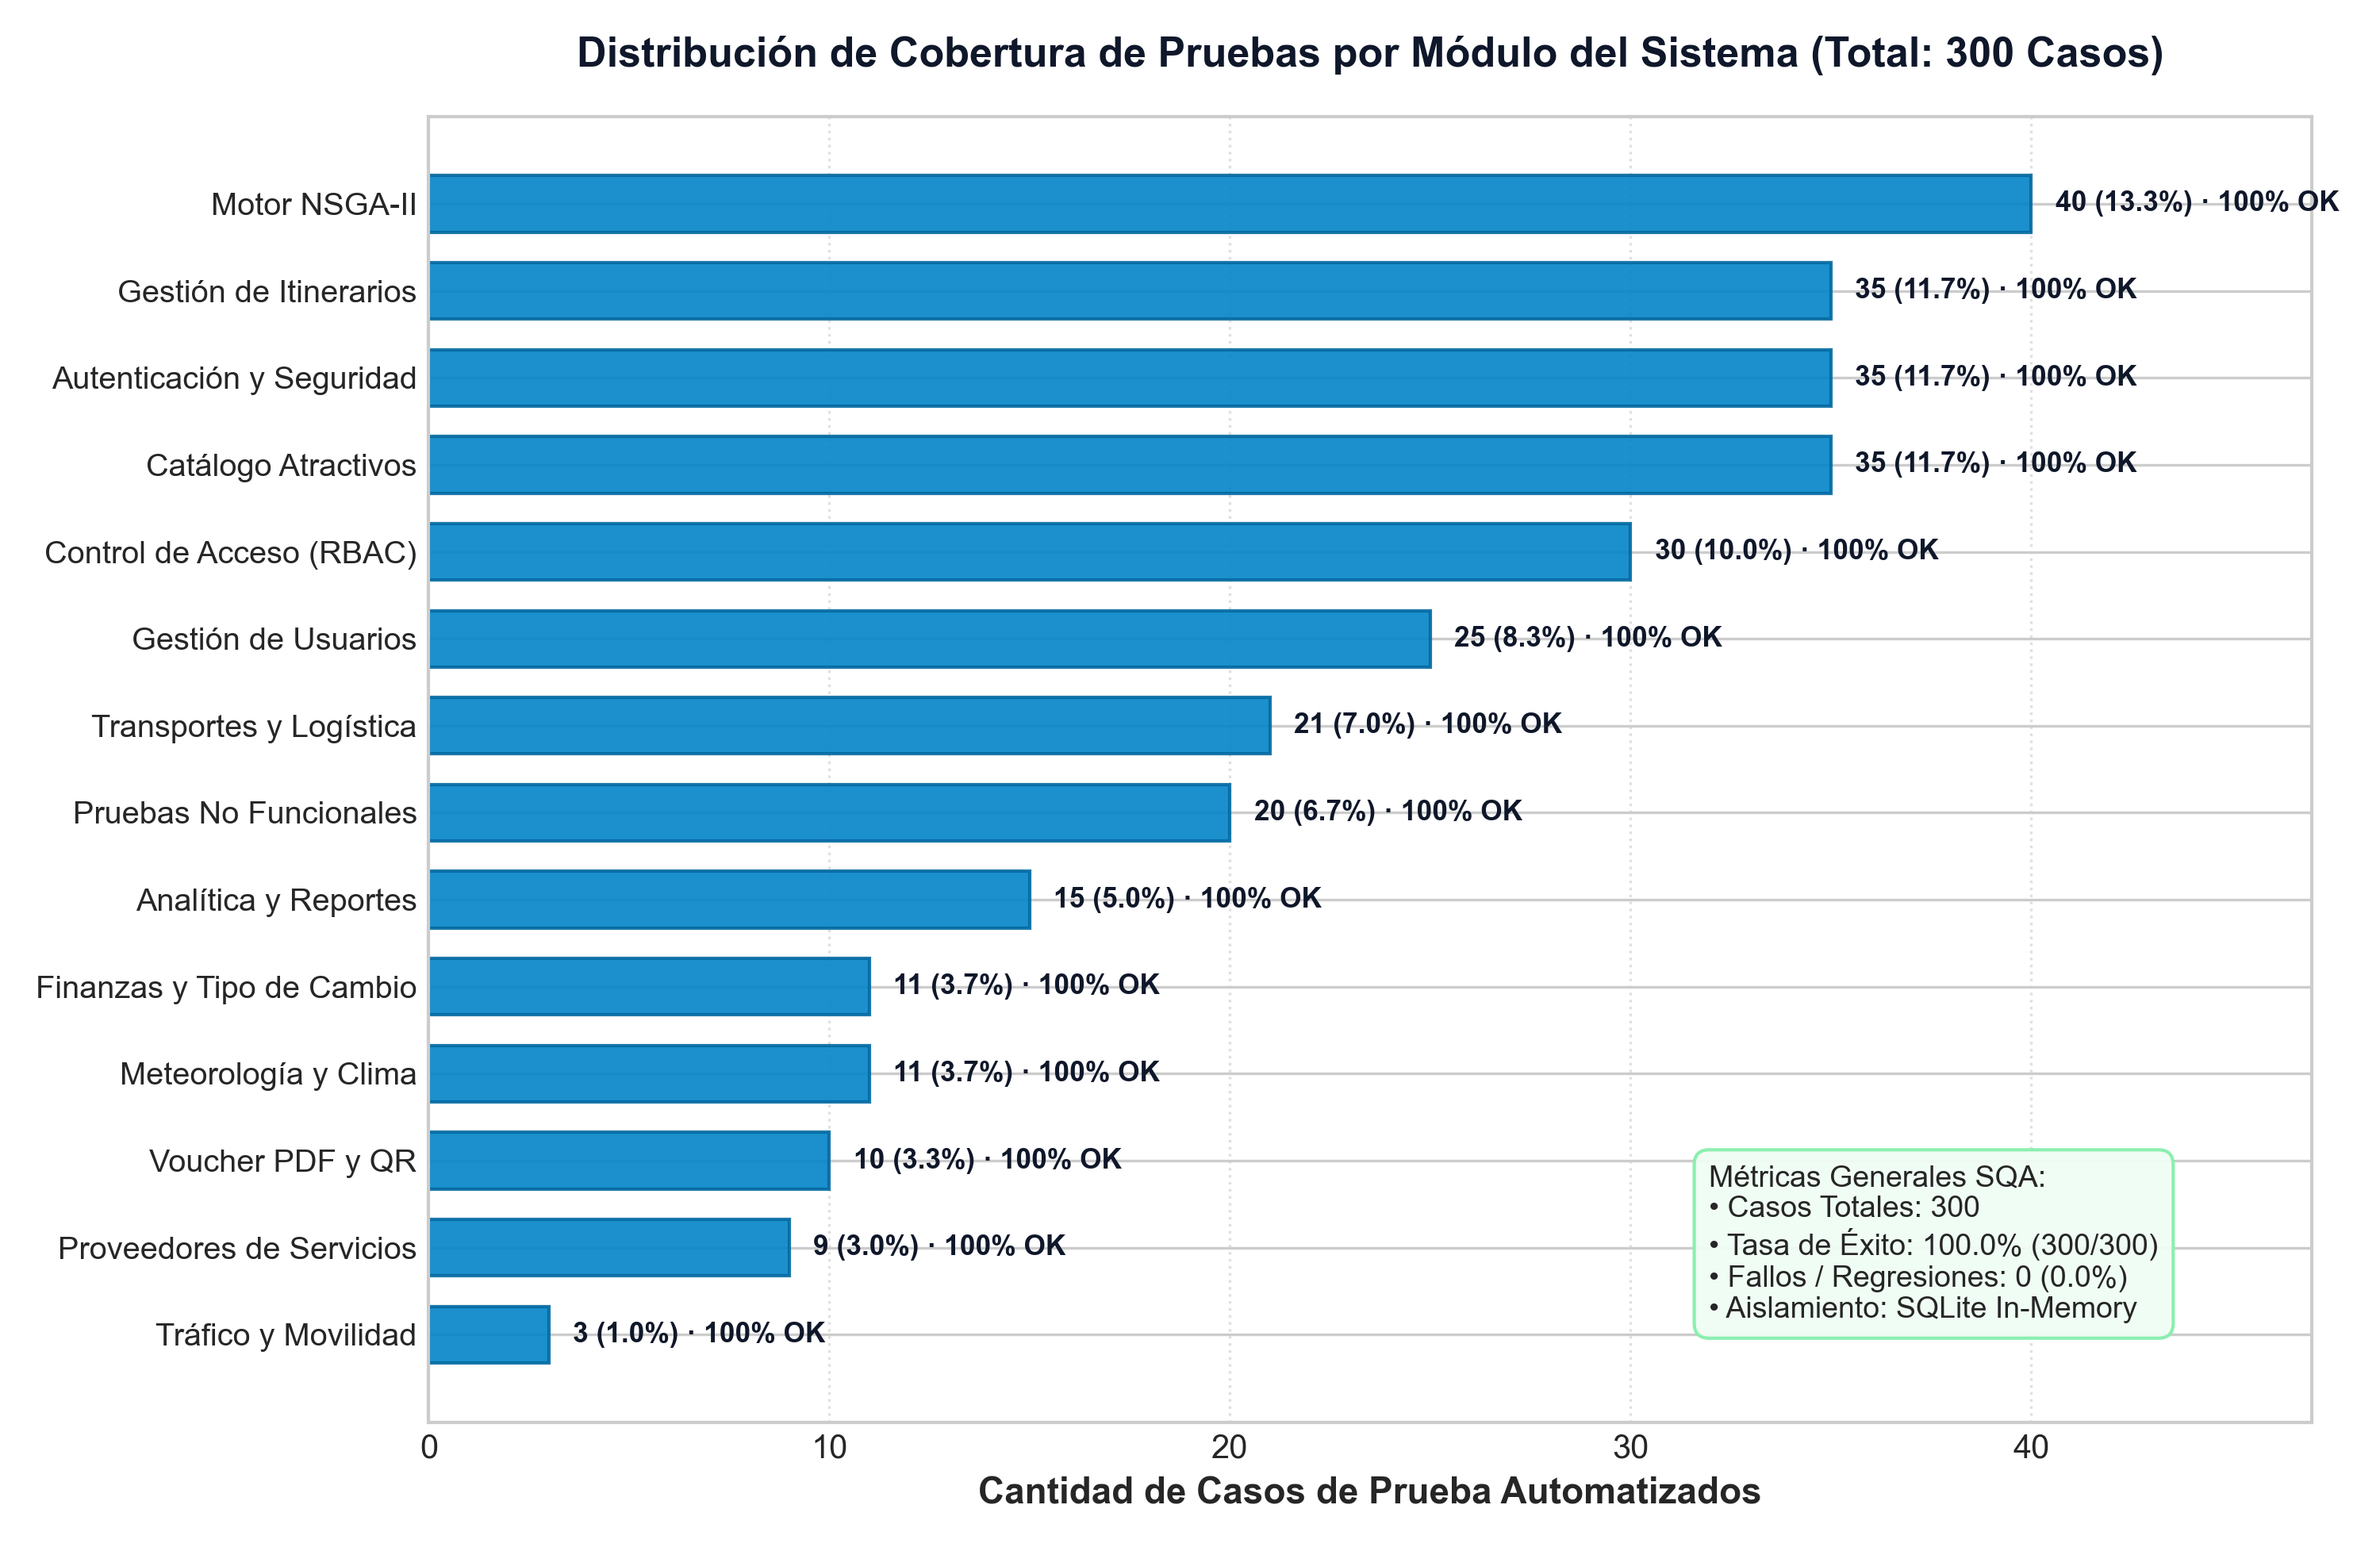 Distribución de Cobertura de Pruebas por Módulo del Sistema (Total: 300 Casos)
Motor NSGA-II
40 (13.3%) · 100% OK
Gestión de Itinerarios
35 (11.7%) · 100% OK
Autenticación y Seguridad
35 (11.7%) · 100% OK
Catálogo Atractivos
35 (11.7%) · 100% OK
Control de Acceso (RBAC)
30 (10.0%) · 100% OK
Gestión de Usuarios
25 (8.3%) · 100% OK
Transportes y Logística
21 (7.0%) · 100% OK
Pruebas No Funcionales
20 (6.7%) · 100% OK
Analítica y Reportes
15 (5.0%) · 100% OK
Finanzas y Tipo de Cambio
11 (3.7%) · 100% OK
Meteorología y Clima
11 (3.7%) · 100% OK
Voucher PDF y QR
10 (3.3%) · 100% OK
Proveedores de Servicios
9 (3.0%) · 100% OK
Tráfico y Movilidad
3 (1.0%) · 100% OK
Métricas Generales SQA:
• Casos Totales: 300
• Tasa de Éxito: 100.0% (300/300)
• Fallos / Regresiones: 0 (0.0%)
• Aislamiento: SQLite In-Memory
0 10 20 30 40
Cantidad de Casos de Prueba Automatizados